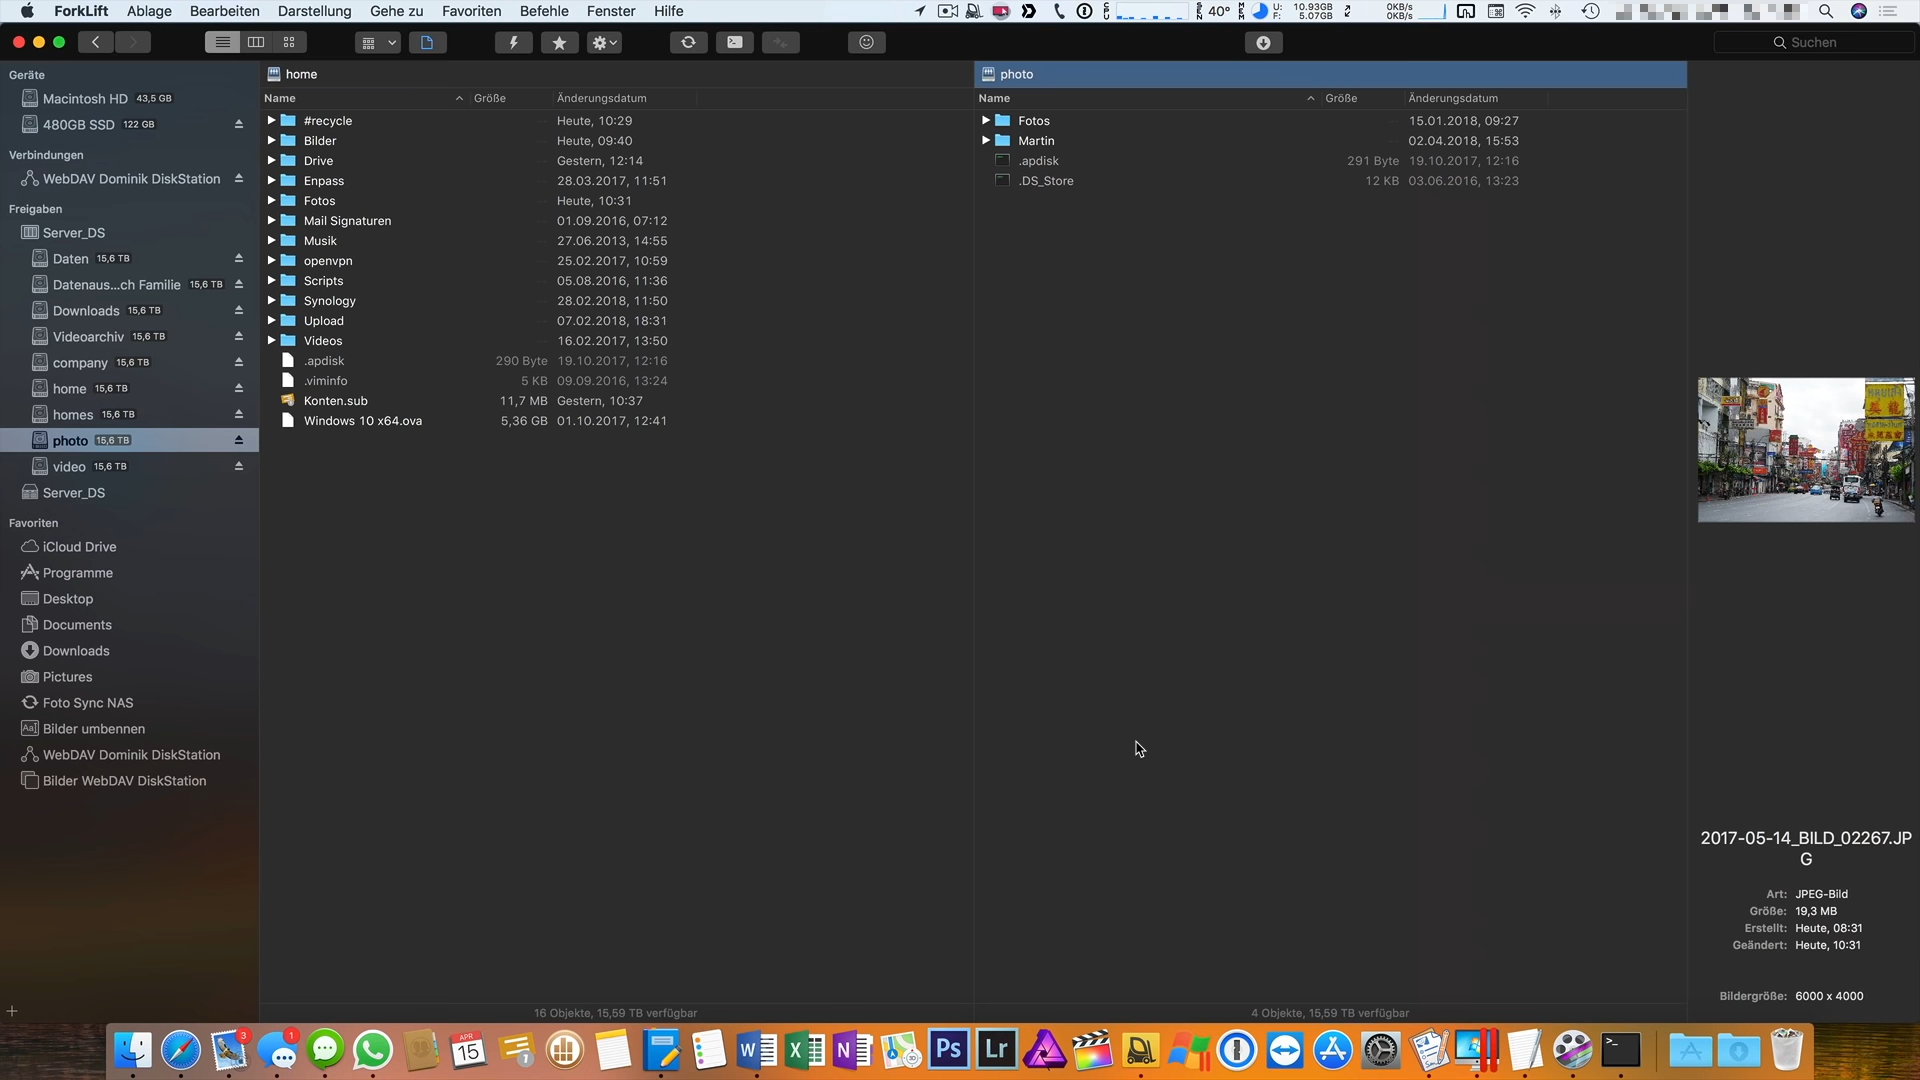 ForkLift Ablage Bearbeiten Darstellung Gehe zu Favoriten Befehle Fenster Hilfe
40° U: 10.93GB 0KB/s
F: 5.07GB 0KB/s
Suchen
Geräte
Macintosh HD 43,5 GB
480GB SSD 122 GB
Verbindungen
WebDAV Dominik DiskStation
Freigaben
Server_DS
Daten 15,6 TB
Datenaus...ch Familie 15,6 TB
Downloads 15,6 TB
Videoarchiv 15,6 TB
company 15,6 TB
home 15,6 TB
homes 15,6 TB
photo 15,6 TB
video 15,6 TB
Server_DS
Favoriten
iCloud Drive
Programme
Desktop
Documents
Downloads
Pictures
Foto Sync NAS
Bilder umbennen
WebDAV Dominik DiskStation
Bilder WebDAV DiskStation
home
Name Größe Änderungsdatum
#recycle Heute, 10:29
Bilder Heute, 09:40
Drive Gestern, 12:14
Enpass 28.03.2017, 11:51
Fotos Heute, 10:31
Mail Signaturen 01.09.2016, 07:12
Musik 27.06.2013, 14:55
openvpn 25.02.2017, 10:59
Scripts 05.08.2016, 11:36
Synology 28.02.2018, 11:50
Upload 07.02.2018, 18:31
Videos 16.02.2017, 13:50
.apdisk 290 Byte 19.10.2017, 12:16
.viminfo 5 KB 09.09.2016, 13:24
Konten.sub 11,7 MB Gestern, 10:37
Windows 10 x64.ova 5,36 GB 01.10.2017, 12:41
16 Objekte, 15,59 TB verfügbar
photo
Name Größe Änderungsdatum
Fotos 15.01.2018, 09:27
Martin 02.04.2018, 15:53
.apdisk 291 Byte 19.10.2017, 12:16
.DS_Store 12 KB 03.06.2016, 13:23
4 Objekte, 15,59 TB verfügbar
2017-05-14_BILD_02267.JP
G
Art: JPEG-Bild
Größe: 19,3 MB
Erstellt: Heute, 08:31
Geändert: Heute, 10:31
Bildergröße: 6000 x 4000
3 1 APR 15 W X N Ps Lr